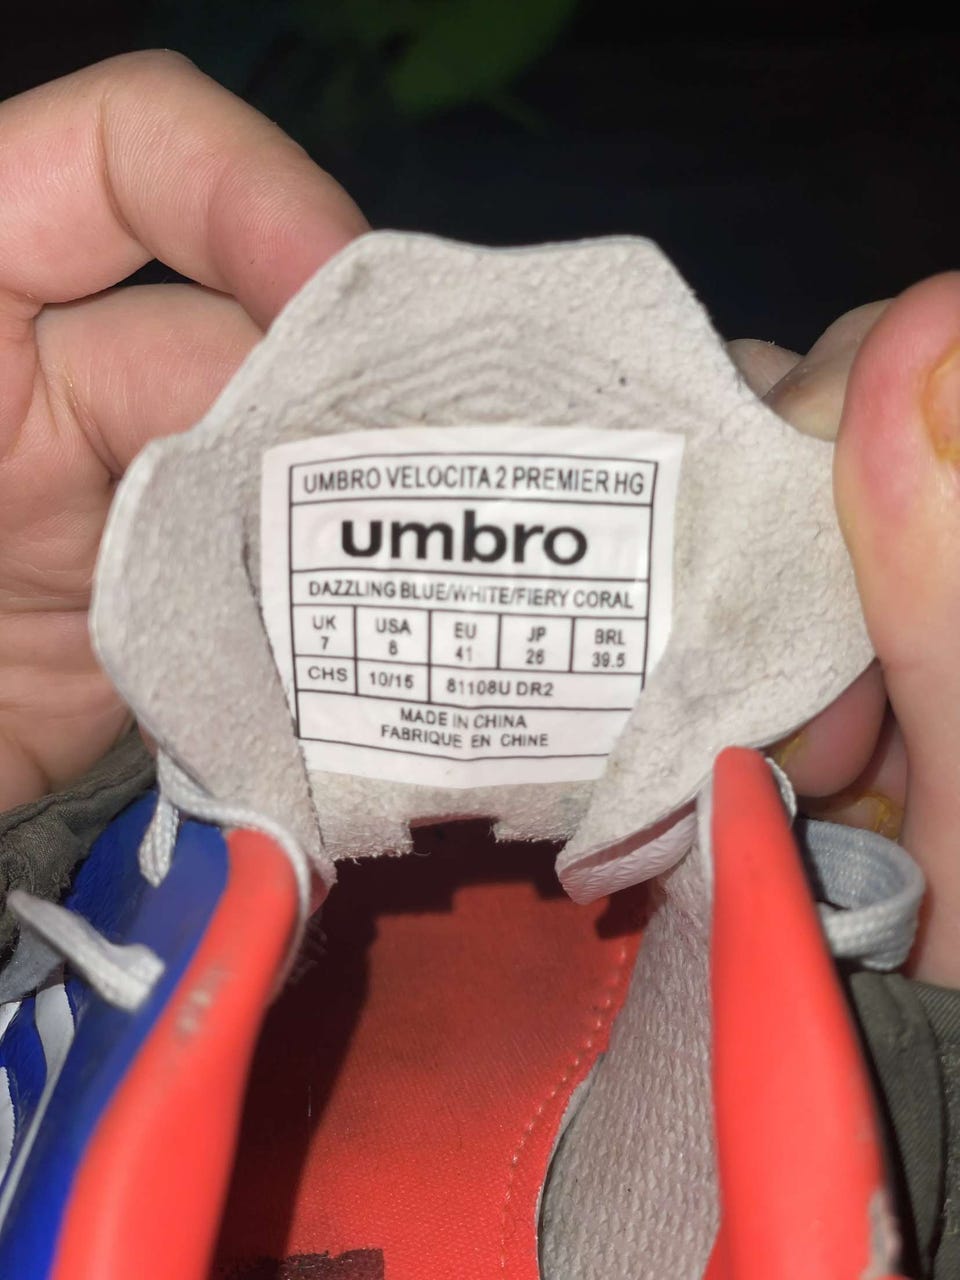 UMBRO VELOCITA 2 PREMIER HG
umbro
DAZZLING BLUE/WHITE/FIERY CORAL
UK USA EU JP BRL
7 8 41 26 39.5
CHS 10/15 81108U DR2
MADE IN CHINA
FABRIQUE EN CHINE